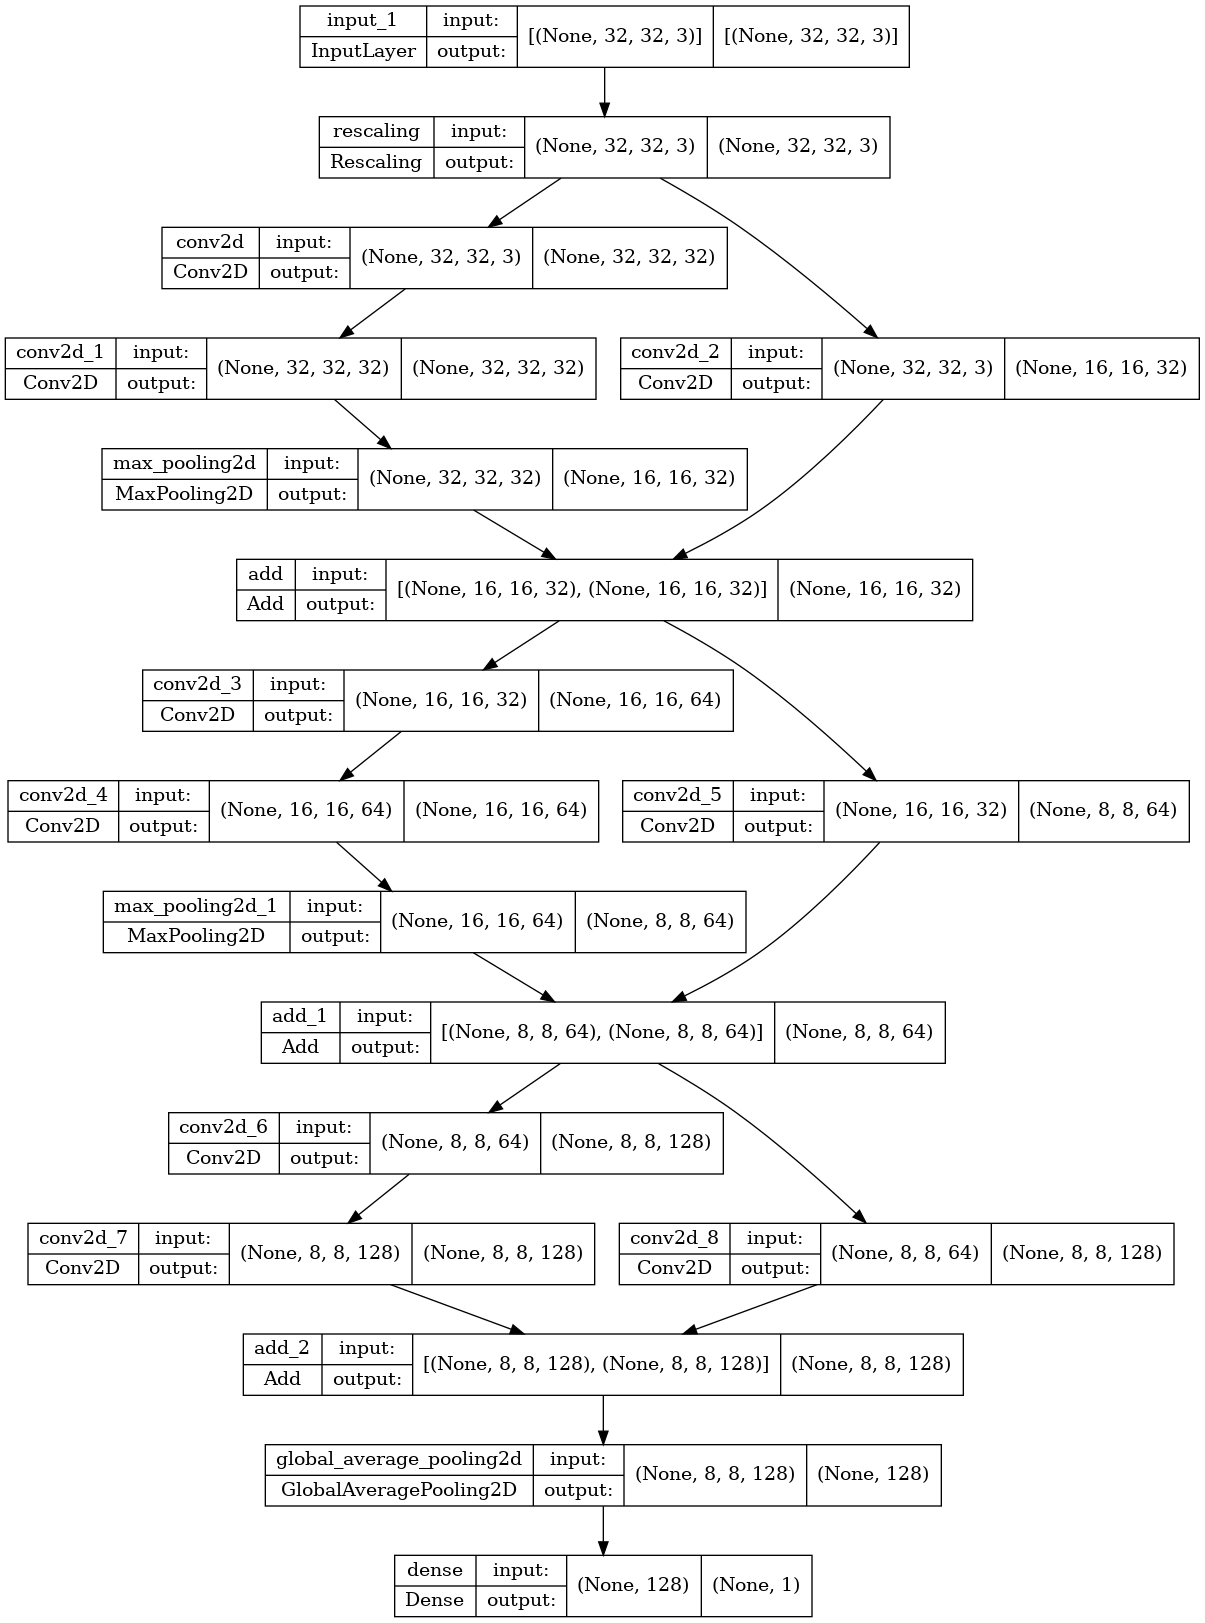 input_1 input: [(None, 32, 32, 3)] [(None, 32, 32, 3)]
InputLayer output:
rescaling input: (None, 32, 32, 3) (None, 32, 32, 3)
Rescaling output:
conv2d input: (None, 32, 32, 3) (None, 32, 32, 32)
Conv2D output:
conv2d_1 input: (None, 32, 32, 32) (None, 32, 32, 32)
Conv2D output:
conv2d_2 input: (None, 32, 32, 3) (None, 16, 16, 32)
Conv2D output:
max_pooling2d input: (None, 32, 32, 32) (None, 16, 16, 32)
MaxPooling2D output:
add input: [(None, 16, 16, 32), (None, 16, 16, 32)] (None, 16, 16, 32)
Add output:
conv2d_3 input: (None, 16, 16, 32) (None, 16, 16, 64)
Conv2D output:
conv2d_4 input: (None, 16, 16, 64) (None, 16, 16, 64)
Conv2D output:
conv2d_5 input: (None, 16, 16, 32) (None, 8, 8, 64)
Conv2D output:
max_pooling2d_1 input: (None, 16, 16, 64) (None, 8, 8, 64)
MaxPooling2D output:
add_1 input: [(None, 8, 8, 64), (None, 8, 8, 64)] (None, 8, 8, 64)
Add output:
conv2d_6 input: (None, 8, 8, 64) (None, 8, 8, 128)
Conv2D output:
conv2d_7 input: (None, 8, 8, 128) (None, 8, 8, 128)
Conv2D output:
conv2d_8 input: (None, 8, 8, 64) (None, 8, 8, 128)
Conv2D output:
add_2 input: [(None, 8, 8, 128), (None, 8, 8, 128)] (None, 8, 8, 128)
Add output:
global_average_pooling2d input: (None, 8, 8, 128) (None, 128)
GlobalAveragePooling2D output:
dense input: (None, 128) (None, 1)
Dense output: